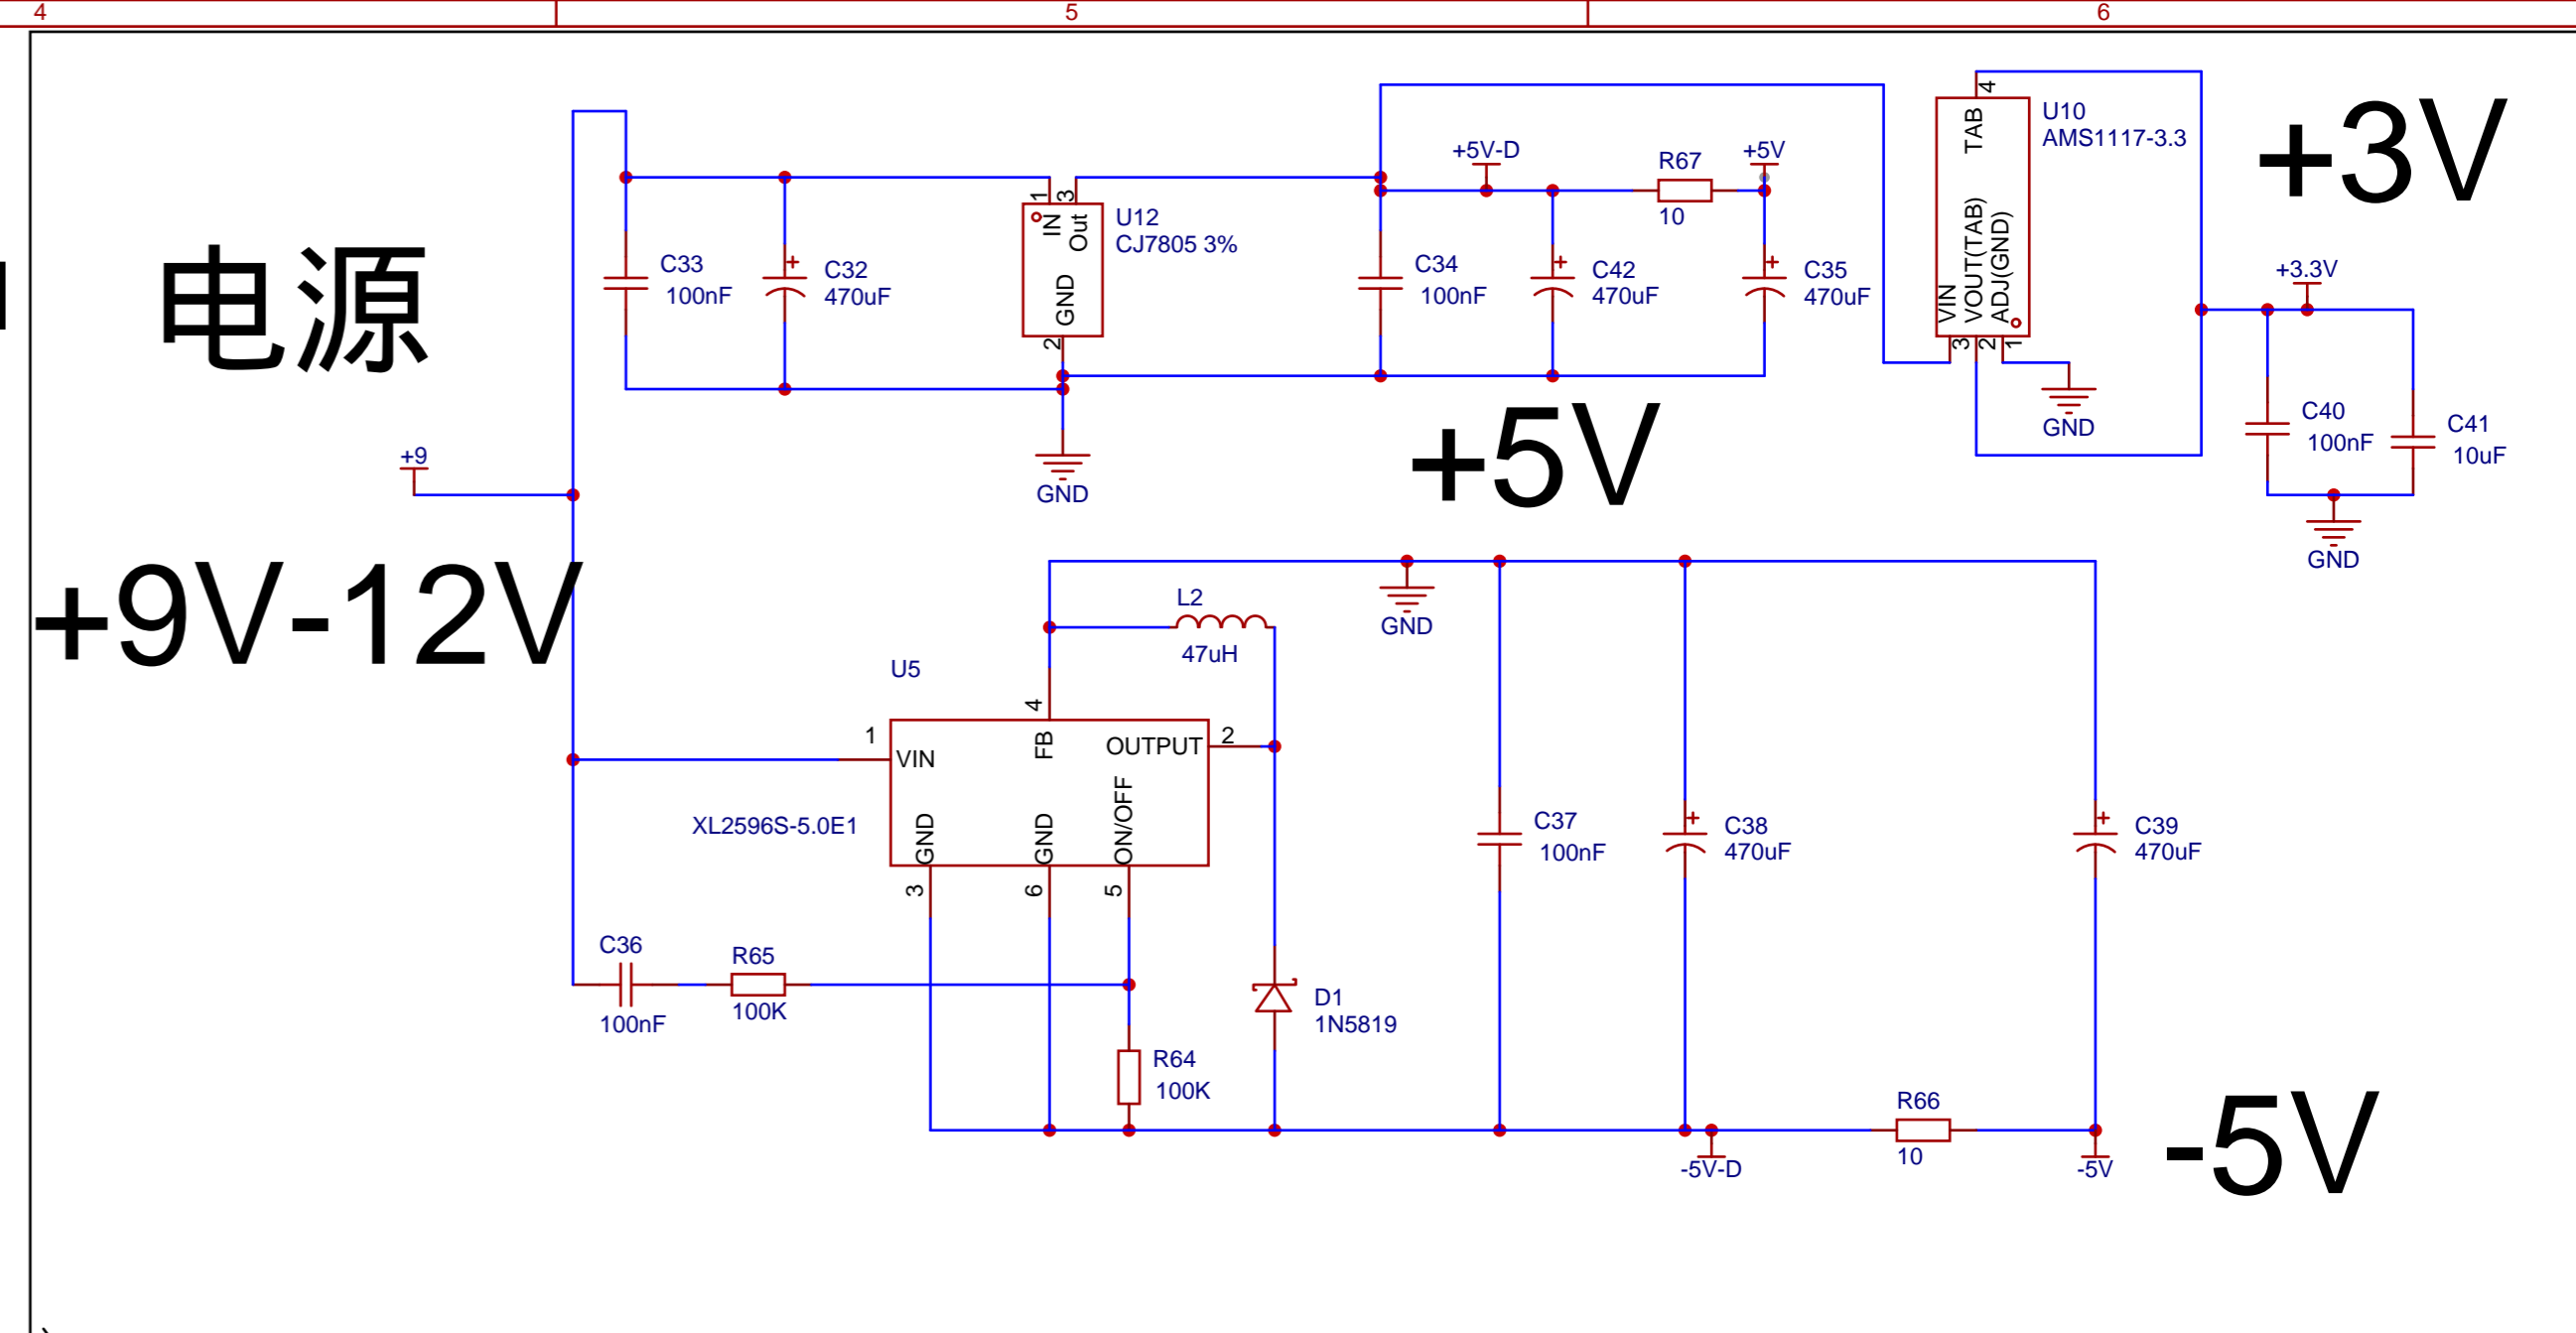 4
5
6
电源
+9
+9V-12V
C33
100nF
C32
470uF
1
3
IN
Out
GND
2
U12
CJ7805 3%
GND
C34
100nF
+5V-D
C42
470uF
R67
10
+5V
C35
470uF
+5V
4
TAB
VIN
VOUT(TAB)
ADJ(GND)
3
2
1
U10
AMS1117-3.3
GND
+3V
+3.3V
C40
100nF
C41
10uF
GND
U5
XL2596S-5.0E1
1
VIN
4
FB
OUTPUT
2
GND
GND
ON/OFF
3
6
5
L2
47uH
GND
C36
100nF
R65
100K
R64
100K
D1
1N5819
C37
100nF
C38
470uF
C39
470uF
-5V-D
R66
10
-5V
-5V